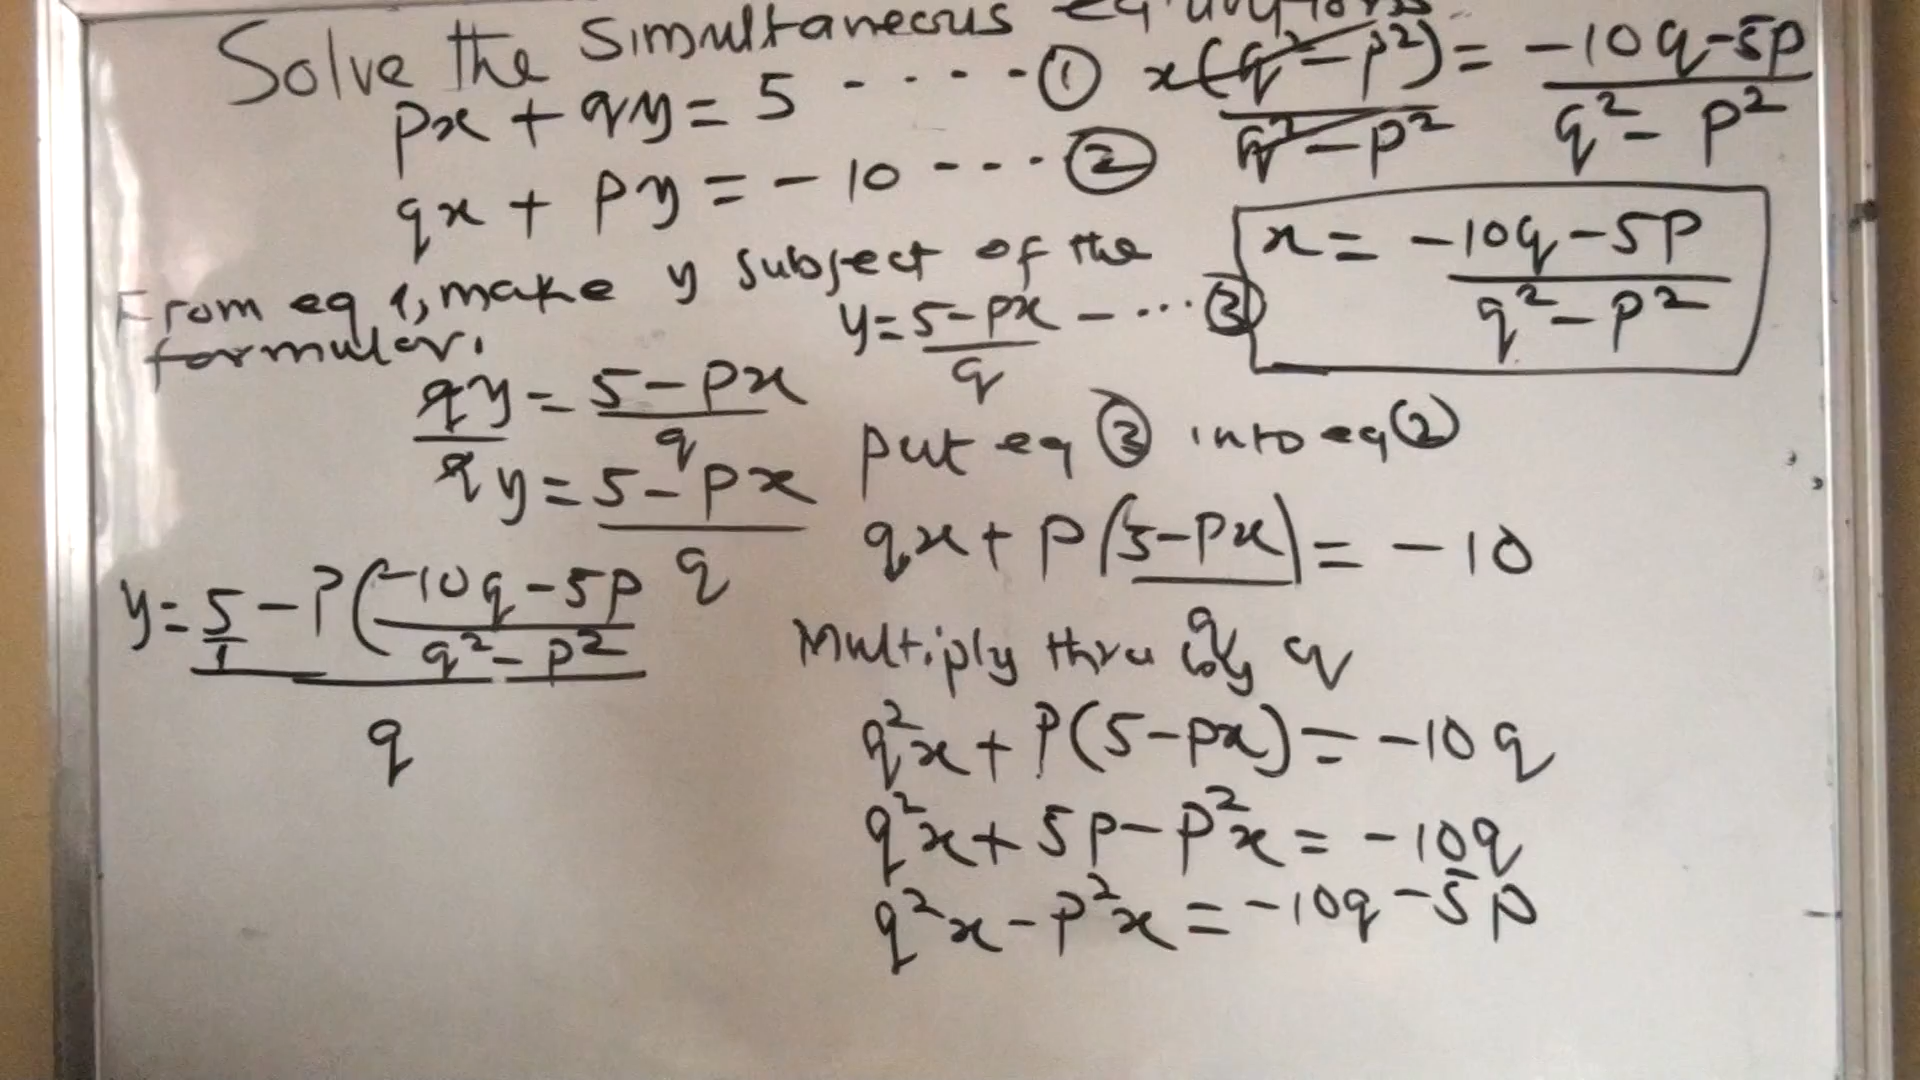 Solve the simultaneous equations
px + qy = 5 - - - - - ①
qx + py = -10 - - - - ②
From eq 1, make y subject of the
formular.
qy/q = 5-px/q
y = 5-px/q
y = 5-px/q - - ... ③
put eq ③ into eq ②
qx + p(5-px/q) = -10
Multiply thru by q
q²x + p(5-px) = -10q
q²x + 5p - p²x = -10q
q²x - p²x = -10q - 5p
x(q²-p²)/q²-p² = -10q-5p/q²-p²
x = -10q-5p/q²-p²
y = 5/1 - p(-10q-5p/q²-p²/q